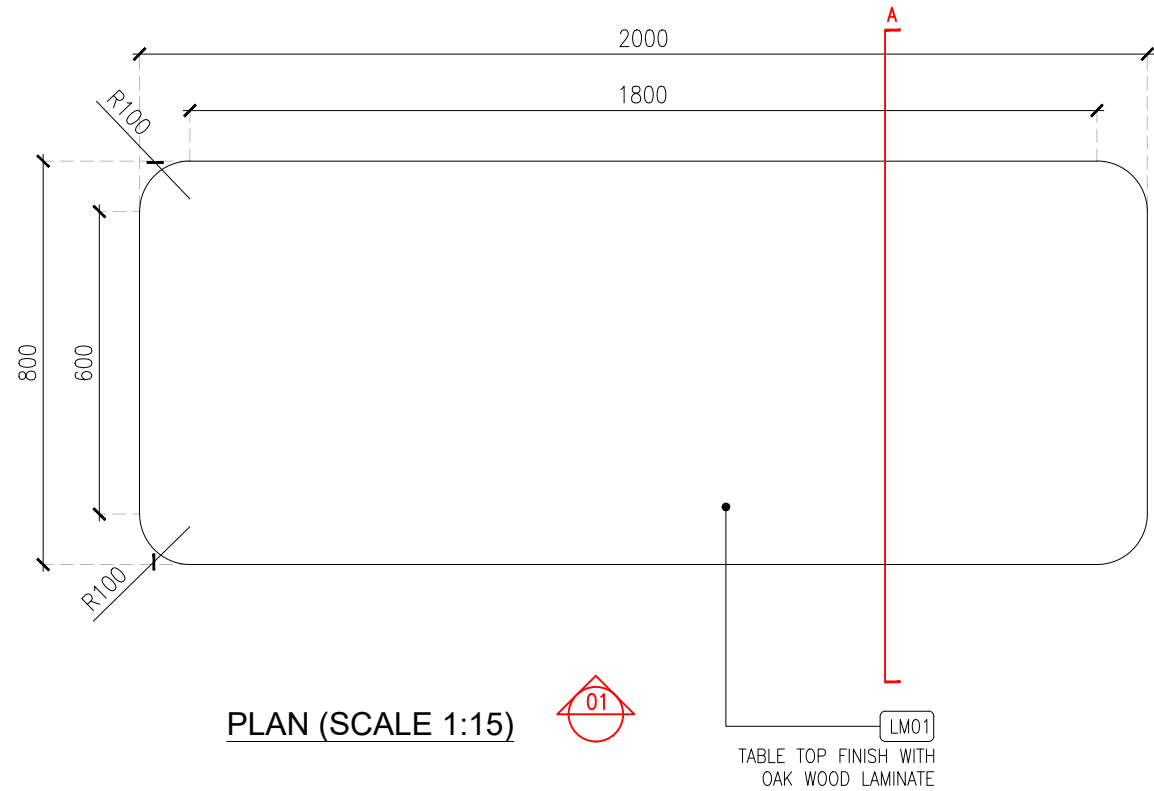 A
2000
1800
R100
800
600
R100
01
PLAN (SCALE 1:15)
LM01
TABLE TOP FINISH WITH
OAK WOOD LAMINATE